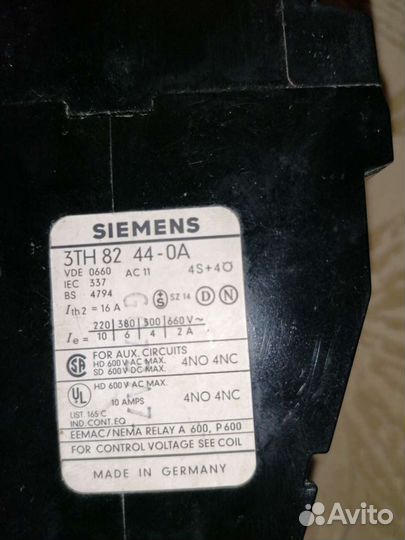 SIEMENS
3TH 82 44-0A
VDE 0660 AC 11 4S+4Ö
IEC 337
BS 4794
Ith2 = 16 A S SZ 14 D N
220 380 500 660 V~
Ie = 10 6 4 2 A
SA FOR AUX. CIRCUITS
HD 600 V AC MAX. 4NO 4NC
SD 600 V DC MAX.
UL HD 600 V AC MAX
10 AMPS 4NO 4NC
LIST. 165 C
IND. CONT. EQ.
EEMAC/NEMA RELAY A 600, P 600
FOR CONTROL VOLTAGE SEE COIL
MADE IN GERMANY
Avito